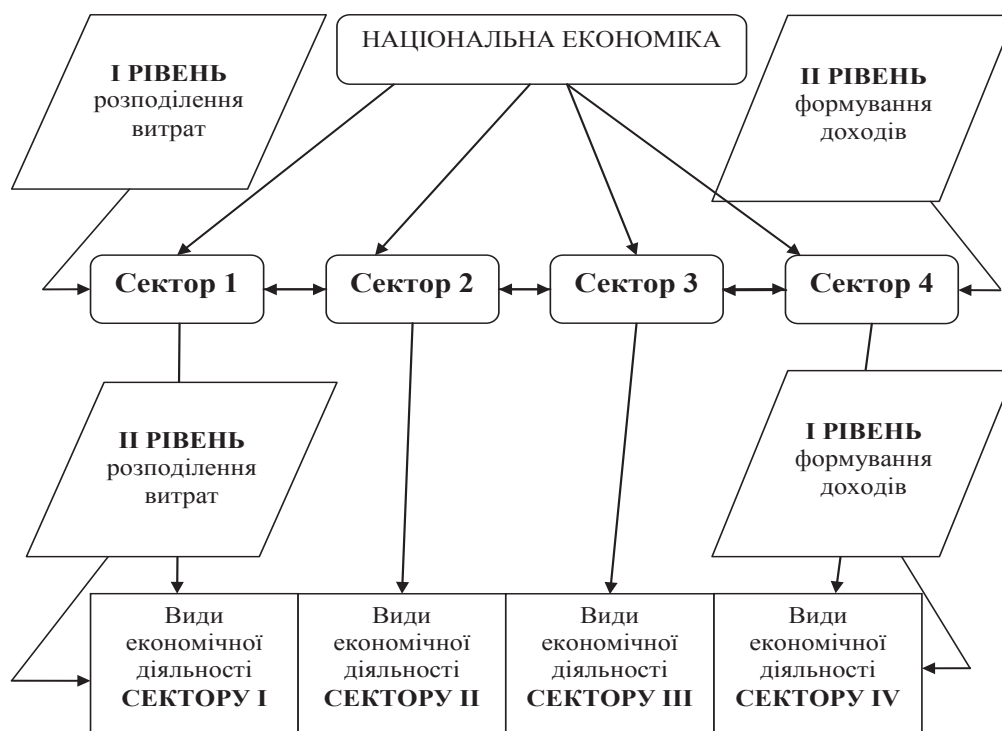 НАЦІОНАЛЬНА ЕКОНОМІКА
І РІВЕНЬ
розподілення
витрат
ІІ РІВЕНЬ
формування
доходів
Сектор 1
Сектор 2
Сектор 3
Сектор 4
ІІ РІВЕНЬ
розподілення
витрат
І РІВЕНЬ
формування
доходів
Види
економічної
діяльності
СЕКТОРУ І
Види
економічної
діяльності
СЕКТОРУ ІІ
Види
економічної
діяльності
СЕКТОРУ ІІІ
Види
економічної
діяльності
СЕКТОРУ IV